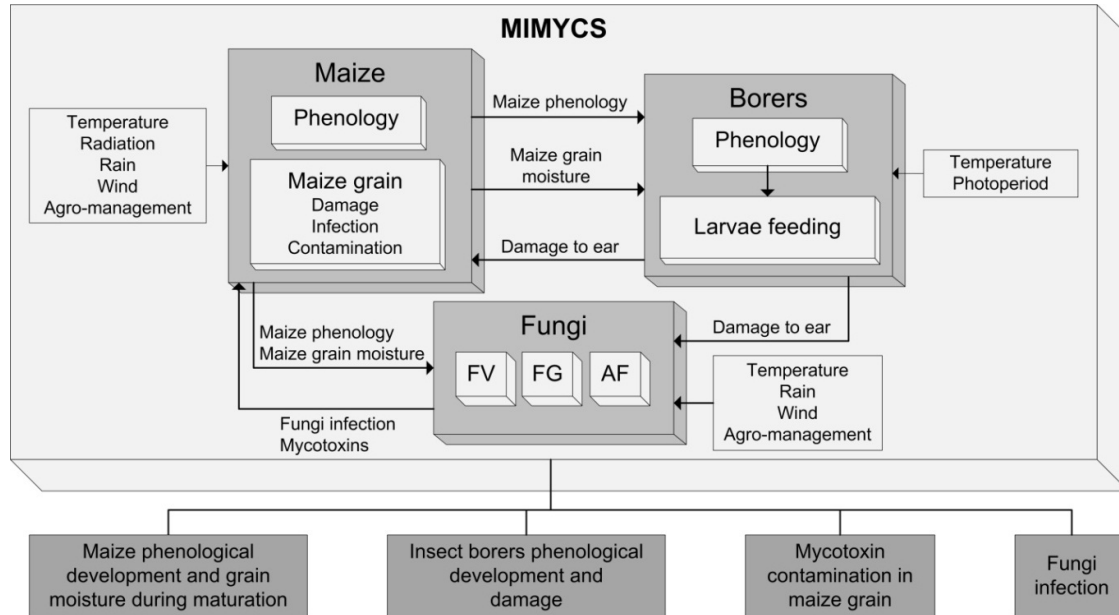 MIMYCS
Maize
Phenology
Maize grain
Damage
Infection
Contamination
Temperature
Radiation
Rain
Wind
Agro-management
Maize phenology
Maize grain
moisture
Damage to ear
Borers
Phenology
Larvae feeding
Temperature
Photoperiod
Maize phenology
Maize grain moisture
Fungi infection
Mycotoxins
Fungi
FV
FG
AF
Damage to ear
Temperature
Rain
Wind
Agro-management
Maize phenological
development and grain
moisture during maturation
Insect borers phenological
development and
damage
Mycotoxin
contamination in
maize grain
Fungi
infection